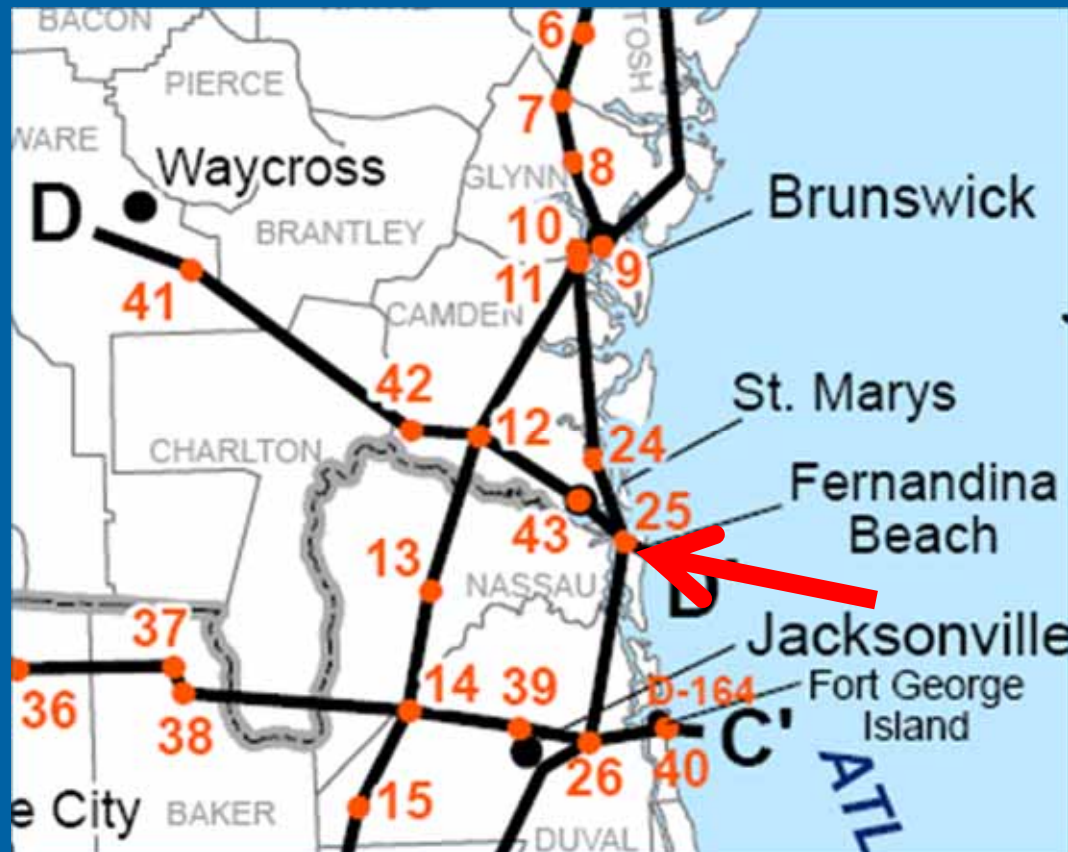 BACON
6
TOSH
PIERCE
7
WARE
Waycross
8
GLYNN
D
Brunswick
10
BRANTLEY
9
11
41
CAMDEN
42
St. Marys
12
24
CHARLTON
Fernandina
Beach
25
43
13
NASSAU
D'
37
Jacksonville
14
39
D-164
Fort George
Island
36
38
C'
26
40
ATL
15
e City
BAKER
DUVAL